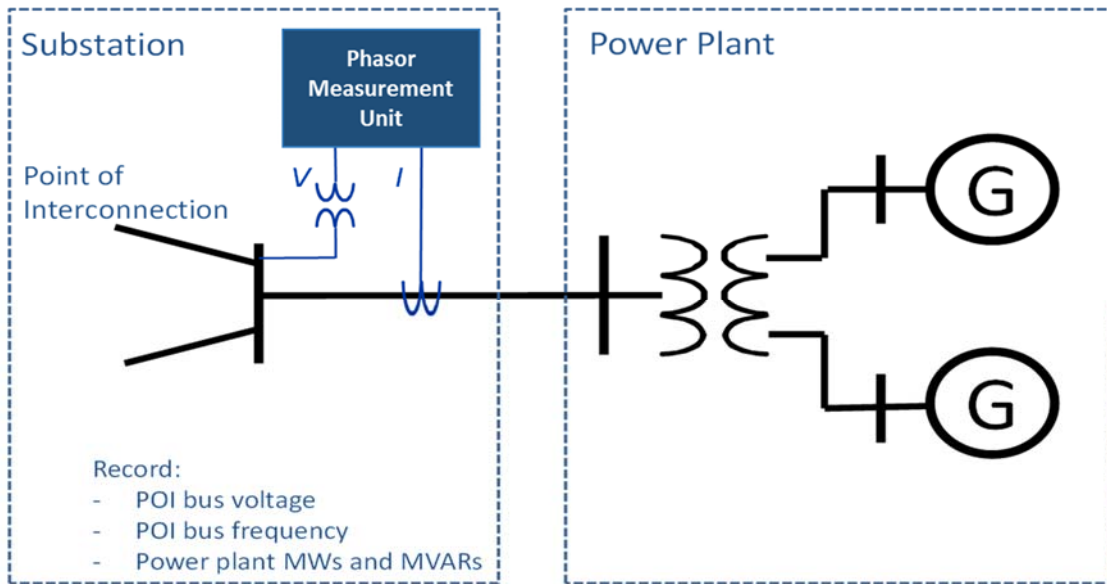 Substation
Phasor
Measurement
Unit
Power Plant
V
I
Point of
Interconnection
G
G
Record:
- POI bus voltage
- POI bus frequency
- Power plant MWs and MVARs